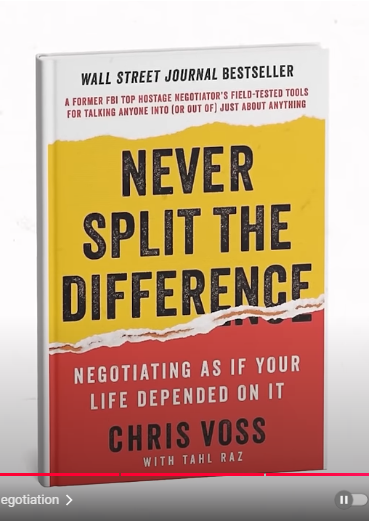 WALL STREET JOURNAL BESTSELLER
A FORMER FBI TOP HOSTAGE NEGOTIATOR'S FIELD-TESTED TOOLS
FOR TALKING ANYONE INTO (OR OUT OF) JUST ABOUT ANYTHING
NEVER
SPLIT THE
DIFFERENCE
NEGOTIATING AS IF YOUR
LIFE DEPENDED ON IT
CHRIS VOSS
WITH TAHL RAZ
egotiation